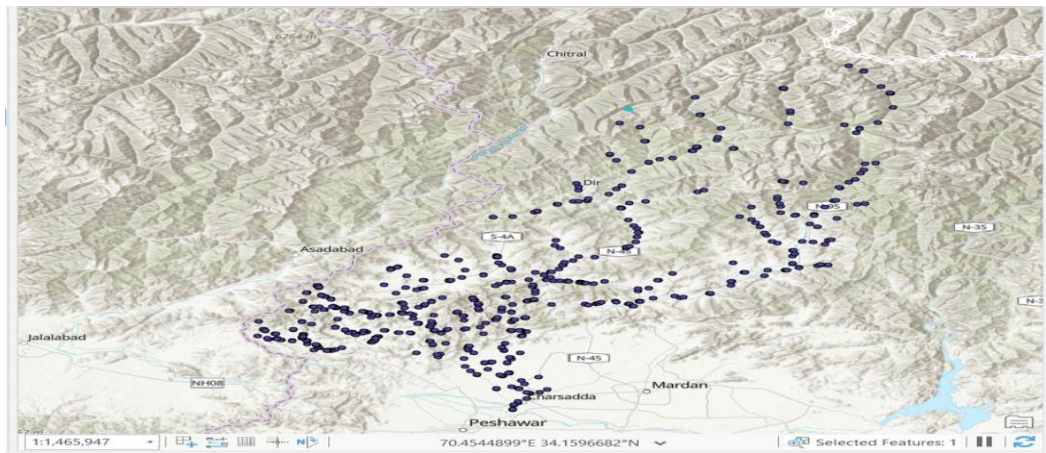 6264 m
Chitral
Dir
N-95
N-35
S-4A
N-45
Asadabad
Jalalabad
N-45
NH08
Mardan
Charsadda
Peshawar
1:1,465,947
70.4544899°E 34.1596682°N
Selected Features: 1